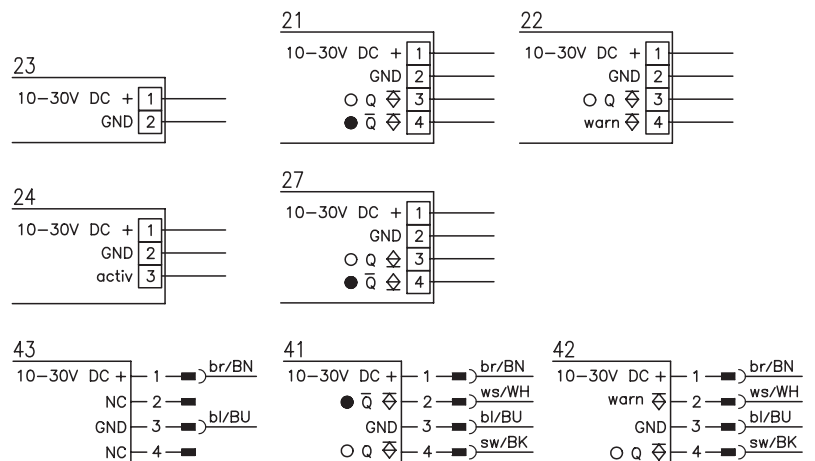 21
10-30V DC + 1
GND 2
Q 3
Q̅ 4
22
10-30V DC + 1
GND 2
Q 3
warn 4
23
10-30V DC + 1
GND 2
24
10-30V DC + 1
GND 2
activ 3
27
10-30V DC + 1
GND 2
Q 3
Q̅ 4
43
10-30V DC + 1 br/BN
NC 2
GND 3 bl/BU
NC 4
41
10-30V DC + 1 br/BN
Q̅ 2 ws/WH
GND 3 bl/BU
Q 4 sw/BK
42
10-30V DC + 1 br/BN
warn 2 ws/WH
GND 3 bl/BU
Q 4 sw/BK